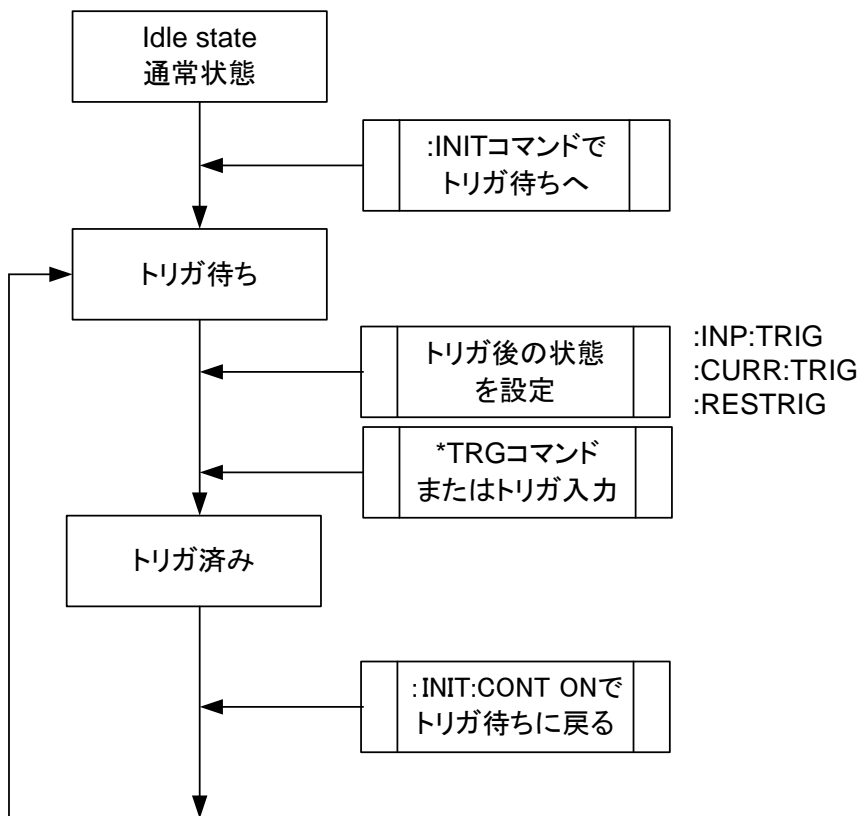 Idle state
通常状態
:INITコマンドで
トリガ待ちへ
トリガ待ち
トリガ後の状態
を設定
:INP:TRIG
:CURR:TRIG
:RESTRIG
*TRGコマンド
またはトリガ入力
トリガ済み
:INIT:CONT ONで
トリガ待ちに戻る